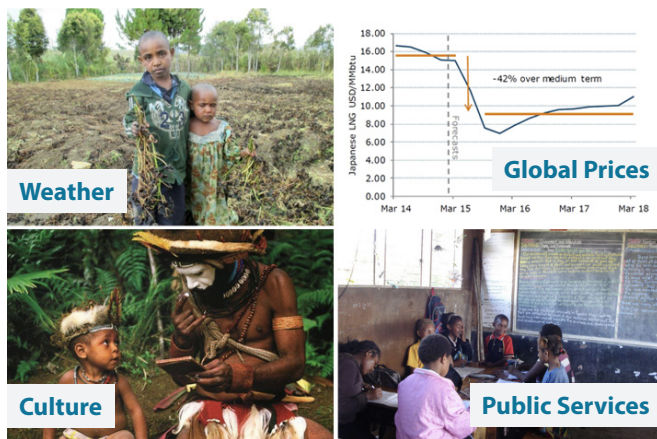 Weather
18.00
16.00
14.00
12.00
10.00
8.00
6.00
4.00
2.00
0.00
Japanese LNG USD/MMbtu
-42% over medium term
Forecasts
Mar 14
Mar 15
Mar 16
Mar 17
Mar 18
Global Prices
Culture
Public Services